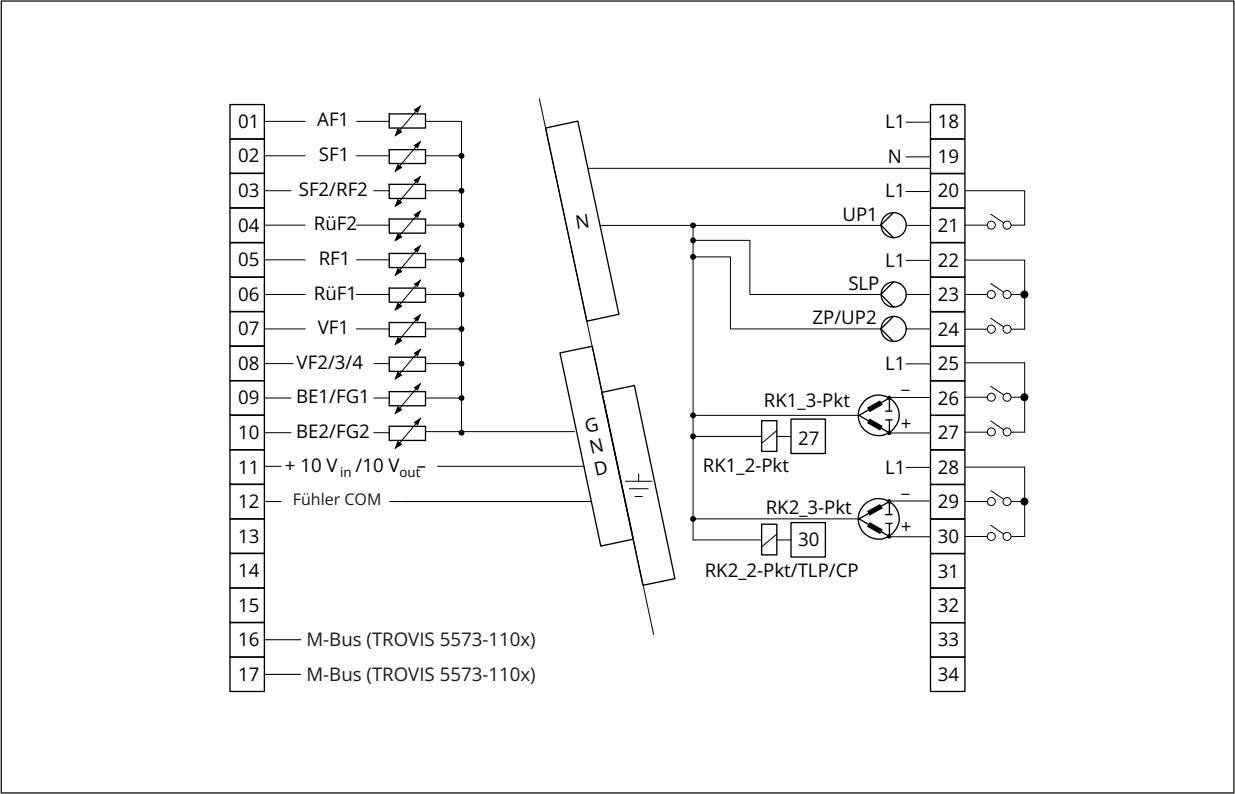 01 AF1
02 SF1
03 SF2/RF2
04 RüF2
05 RF1
06 RüF1
07 VF1
08 VF2/3/4
09 BE1/FG1
10 BE2/FG2
11 + 10 Vin /10 Vout –
12 Fühler COM
13
14
15
16 M-Bus (TROVIS 5573-110x)
17 M-Bus (TROVIS 5573-110x)
N
GND
L1 18
N 19
L1 20
UP1 21
L1 22
SLP 23
ZP/UP2 24
L1 25
RK1_3-Pkt – 26
+ 27
27
RK1_2-Pkt
L1 28
RK2_3-Pkt – 29
+ 30
30
RK2_2-Pkt/TLP/CP
31
32
33
34